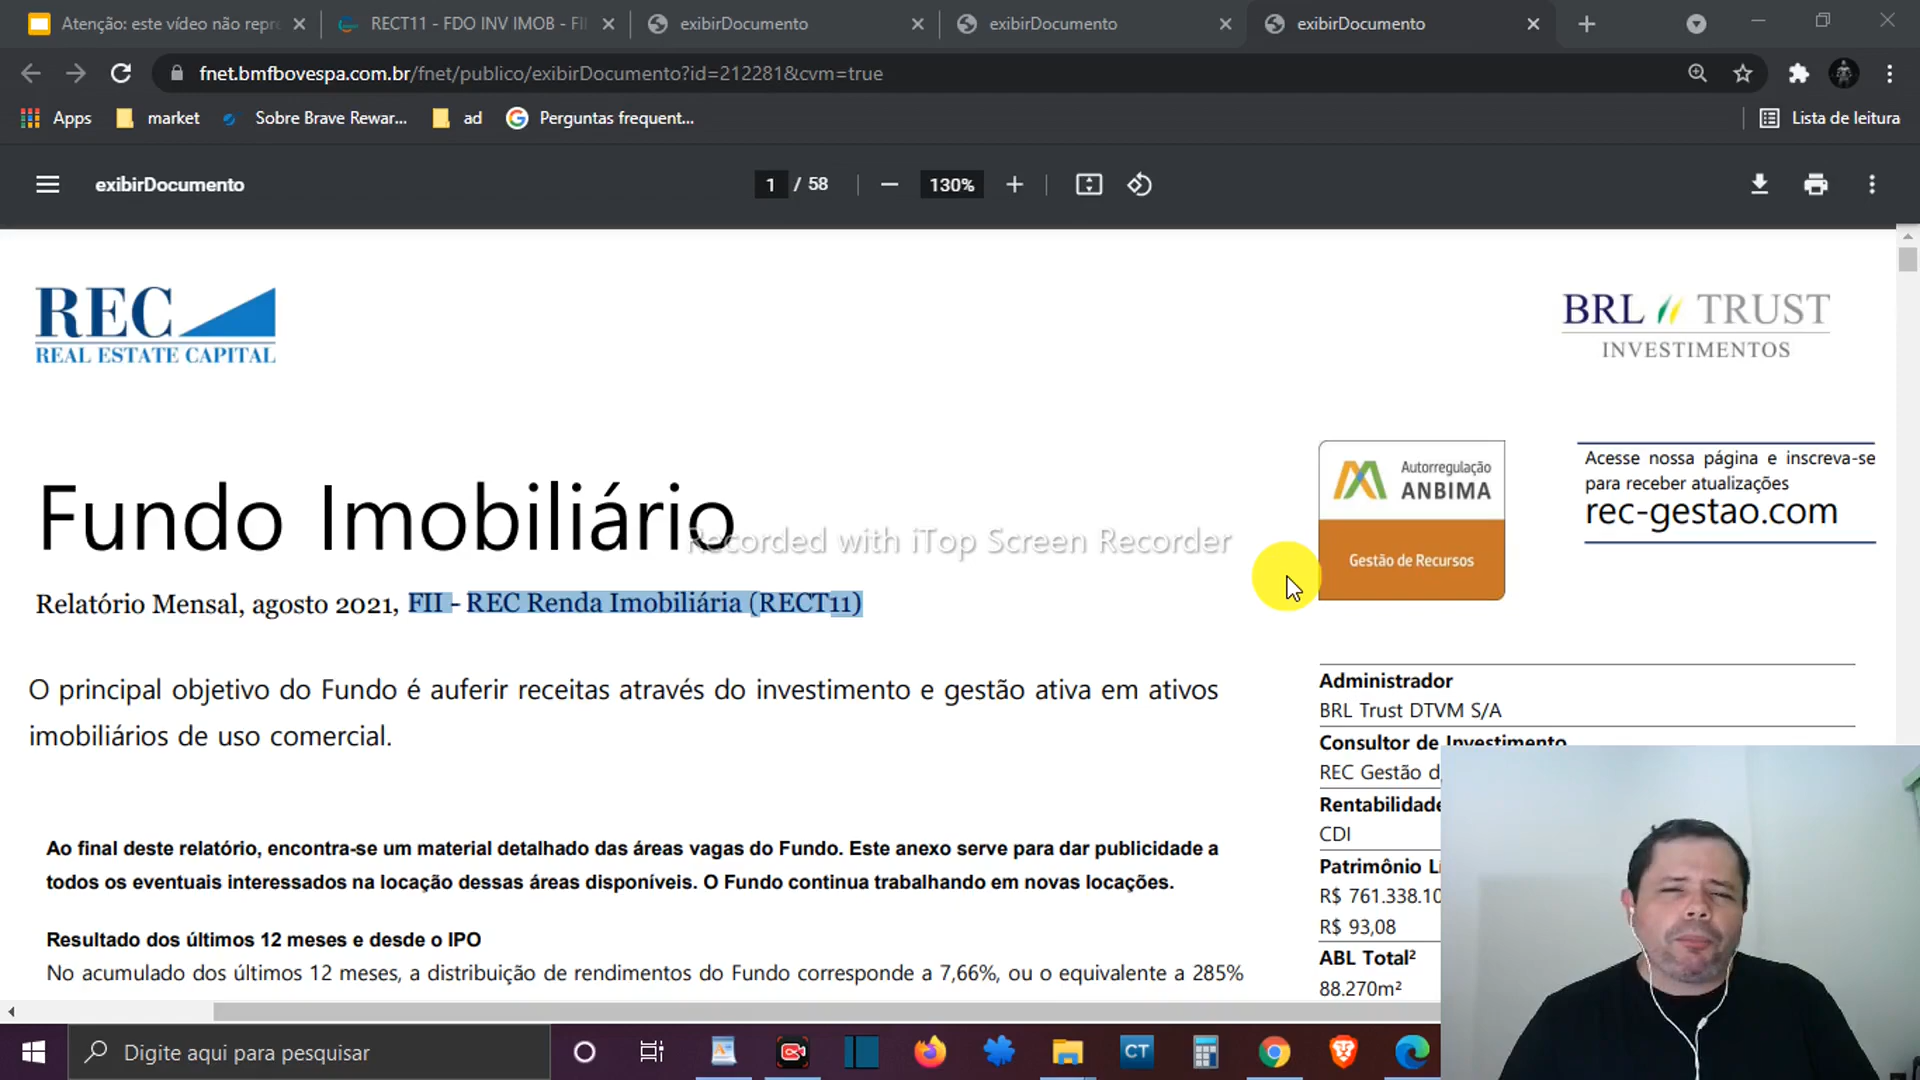 Atenção: este vídeo não repre
RECT11 - FDO INV IMOB - FI
exibirDocumento
exibirDocumento
exibirDocumento
fnet.bmfbovespa.com.br/fnet/publico/exibirDocumento?id=212281&cvm=true
Apps
market
Sobre Brave Rewar...
ad
Perguntas frequent...
Lista de leitura
exibirDocumento
1 / 58
130%
REC
REAL ESTATE CAPITAL
BRL TRUST
INVESTIMENTOS
Autorregulação
ANBIMA
Gestão de Recursos
Acesse nossa página e inscreva-se
para receber atualizações
rec-gestao.com
Fundo Imobiliário
Recorded with iTop Screen Recorder
Relatório Mensal, agosto 2021, FII - REC Renda Imobiliária (RECT11)
O principal objetivo do Fundo é auferir receitas através do investimento e gestão ativa em ativos
imobiliários de uso comercial.
Administrador
BRL Trust DTVM S/A
Consultor de Investimento
REC Gestão d
Rentabilidade
CDI
Patrimônio L
R$ 761.338.10
R$ 93,08
ABL Total²
88.270m²
Ao final deste relatório, encontra-se um material detalhado das áreas vagas do Fundo. Este anexo serve para dar publicidade a
todos os eventuais interessados na locação dessas áreas disponíveis. O Fundo continua trabalhando em novas locações.
Resultado dos últimos 12 meses e desde o IPO
No acumulado dos últimos 12 meses, a distribuição de rendimentos do Fundo corresponde a 7,66%, ou o equivalente a 285%
Digite aqui para pesquisar
CT